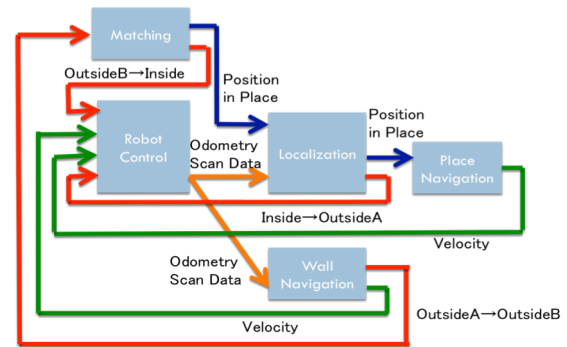 Matching
OutsideB→Inside
Position
in Place
Position
in Place
Robot
Control
Odometry
Scan Data
Localization
Place
Navigation
Inside→OutsideA
Velocity
Odometry
Scan Data
Wall
Navigation
OutsideA→OutsideB
Velocity